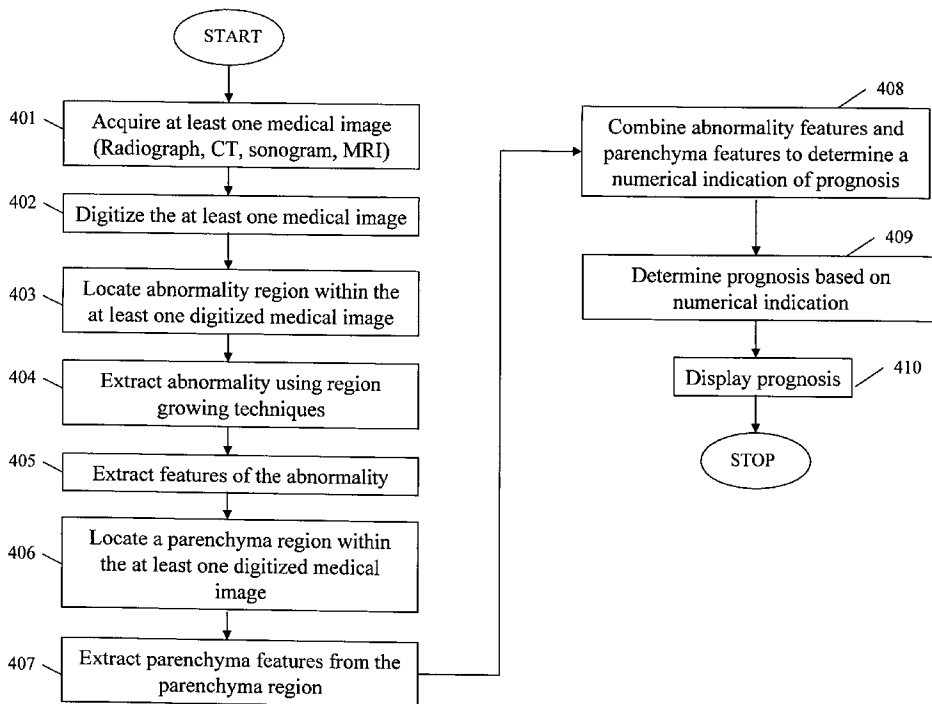 START
401
Acquire at least one medical image
(Radiograph, CT, sonogram, MRI)
402
Digitize the at least one medical image
403
Locate abnormality region within the
at least one digitized medical image
404
Extract abnormality using region
growing techniques
405
Extract features of the abnormality
406
Locate a parenchyma region within
the at least one digitized medical
image
407
Extract parenchyma features from the
parenchyma region
408
Combine abnormality features and
parenchyma features to determine a
numerical indication of prognosis
409
Determine prognosis based on
numerical indication
Display prognosis
410
STOP